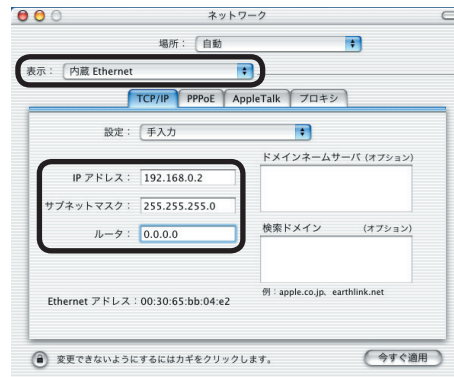 ネットワーク
場所： 自動
表示： 内蔵 Ethernet
TCP/IP PPPoE AppleTalk プロキシ
設定： 手入力
ドメインネームサーバ (オプション)
IP アドレス： 192.168.0.2
サブネットマスク： 255.255.255.0
ルータ： 0.0.0.0
検索ドメイン (オプション)
例：apple.co.jp, earthlink.net
Ethernet アドレス：00:30:65:bb:04:e2
変更できないようにするにはカギをクリックします。
今すぐ適用